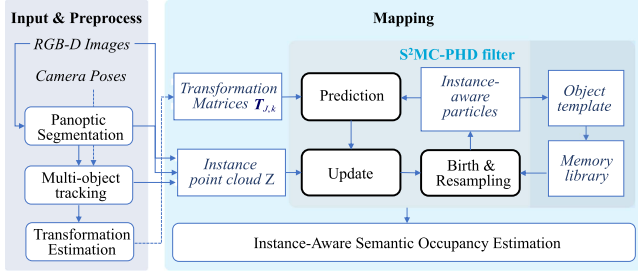 Input & Preprocess
RGB-D Images
Camera Poses
Panoptic
Segmentation
Multi-object
tracking
Transformation
Estimation
Mapping
S²MC-PHD filter
Transformation
Matrices T_{J,k}
Instance
point cloud Z
Prediction
Update
Instance-
aware
particles
Birth &
Resampling
Object
template
Memory
library
Instance-Aware Semantic Occupancy Estimation